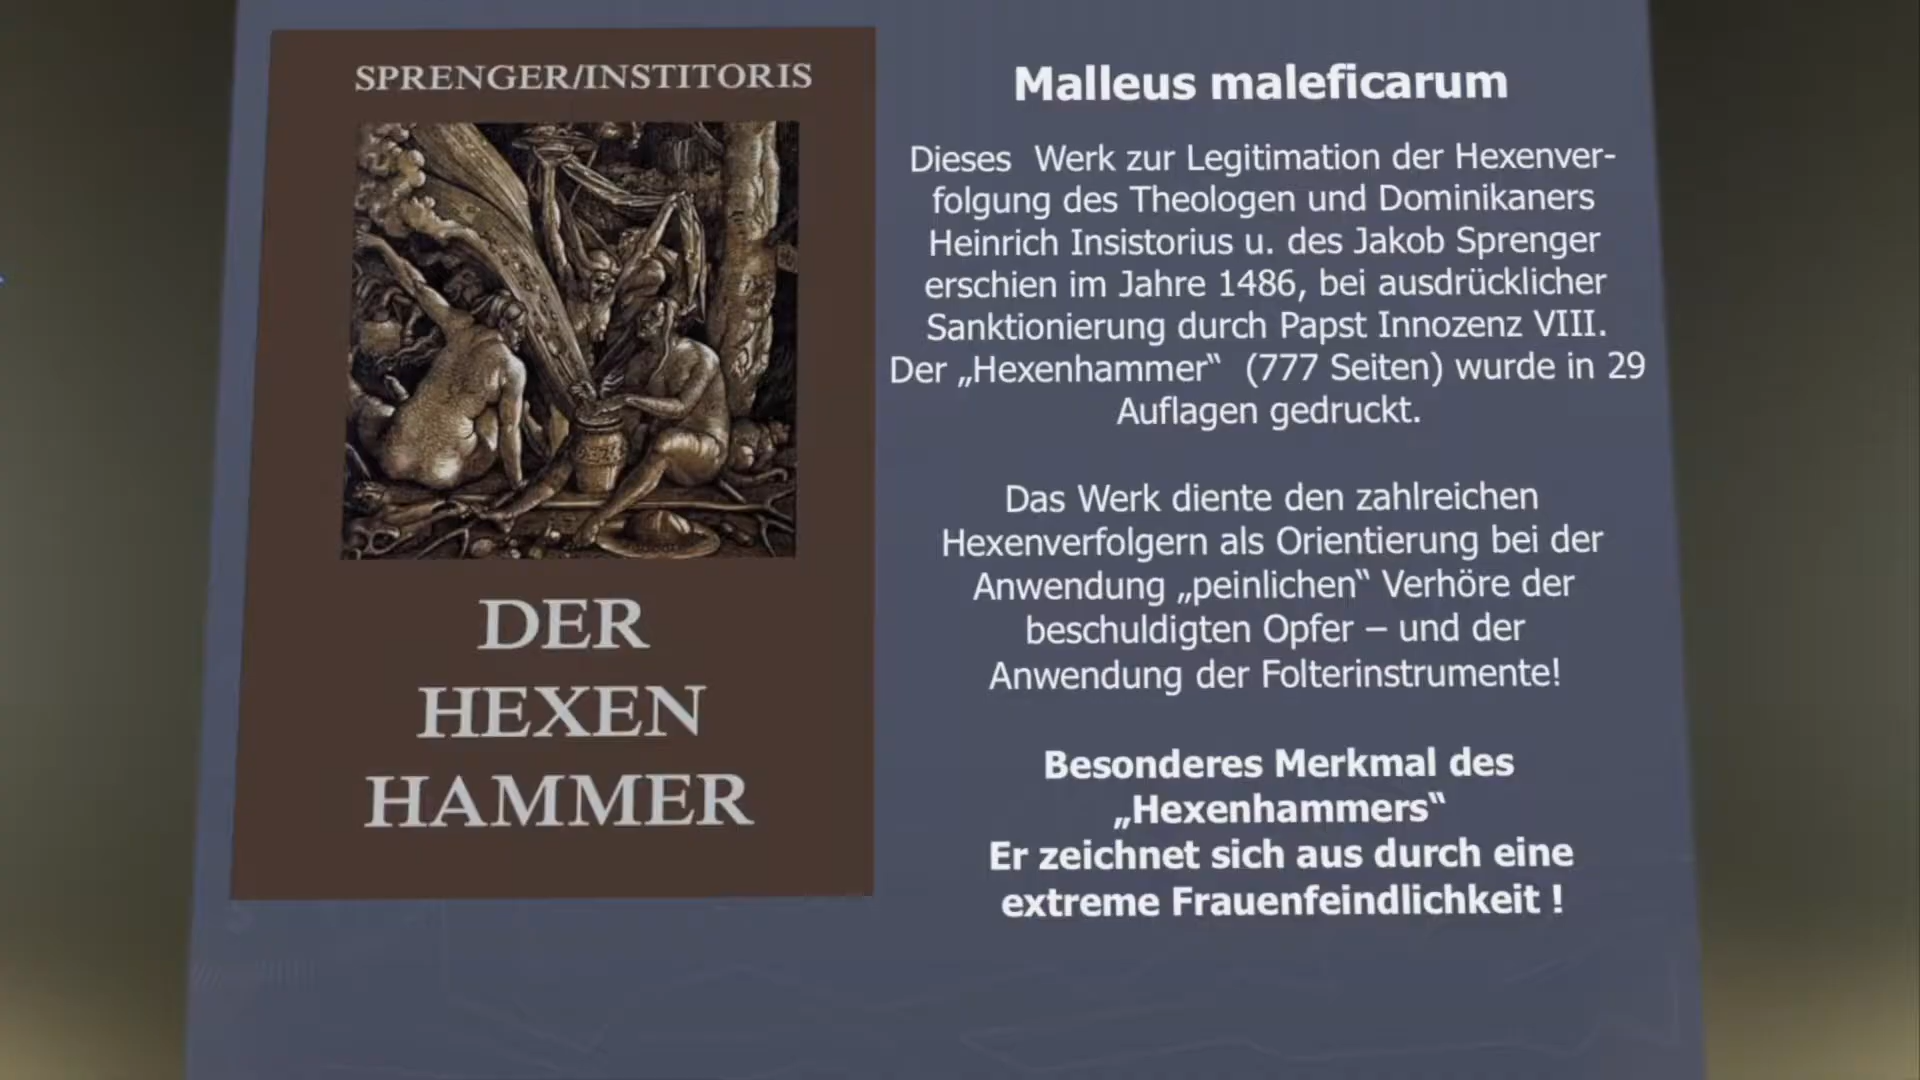 SPRENGER/INSTITORIS
DER
HEXEN
HAMMER
Malleus maleficarum
Dieses Werk zur Legitimation der Hexenver-
folgung des Theologen und Dominikaners
Heinrich Insistorius u. des Jakob Sprenger
erschien im Jahre 1486, bei ausdrücklicher
Sanktionierung durch Papst Innozenz VIII.
Der „Hexenhammer“ (777 Seiten) wurde in 29
Auflagen gedruckt.
Das Werk diente den zahlreichen
Hexenverfolgern als Orientierung bei der
Anwendung „peinlichen“ Verhöre der
beschuldigten Opfer – und der
Anwendung der Folterinstrumente!
Besonderes Merkmal des
„Hexenhammers“
Er zeichnet sich aus durch eine
extreme Frauenfeindlichkeit !